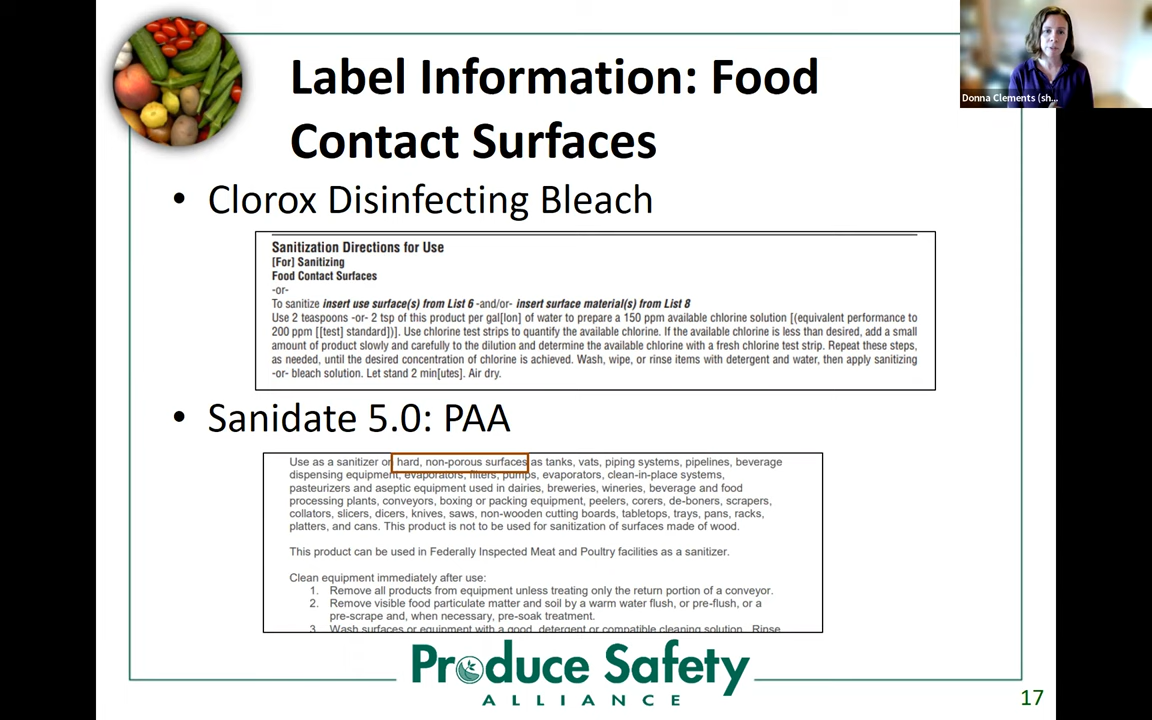 Label Information: Food
Contact Surfaces
Donna Clements (sh...
• Clorox Disinfecting Bleach
Sanitization Directions for Use
[For] Sanitizing
Food Contact Surfaces
-or-
To sanitize insert use surface(s) from List 6 -and/or- insert surface material(s) from List 8
Use 2 teaspoons -or- 2 tsp of this product per gal[lon] of water to prepare a 150 ppm available chlorine solution [(equivalent performance to
200 ppm [[test] standard)]. Use chlorine test strips to quantify the available chlorine. If the available chlorine is less than desired, add a small
amount of product slowly and carefully to the dilution and determine the available chlorine with a fresh chlorine test strip. Repeat these steps,
as needed, until the desired concentration of chlorine is achieved. Wash, wipe, or rinse items with detergent and water, then apply sanitizing
-or- bleach solution. Let stand 2 min[utes]. Air dry.
• Sanidate 5.0: PAA
Use as a sanitizer on hard, non-porous surfaces as tanks, vats, piping systems, pipelines, beverage
dispensing equipment, evaporators, filters, pumps, evaporators, clean-in-place systems,
pasteurizers and aseptic equipment used in dairies, breweries, wineries, beverage and food
processing plants, conveyors, boxing or packing equipment, peelers, corers, de-boners, scrapers,
collators, slicers, dicers, knives, saws, non-wooden cutting boards, tabletops, trays, pans, racks,
platters, and cans. This product is not to be used for sanitization of surfaces made of wood.
This product can be used in Federally Inspected Meat and Poultry facilities as a sanitizer.
Clean equipment immediately after use:
1. Remove all products from equipment unless treating only the return portion of a conveyor.
2. Remove visible food particulate matter and soil by a warm water flush, or pre-flush, or a
pre-scrape and, when necessary, pre-soak treatment.
3. Wash surfaces or equipment with a good, detergent or compatible cleaning solution. Rinse
Produce Safety
ALLIANCE
17